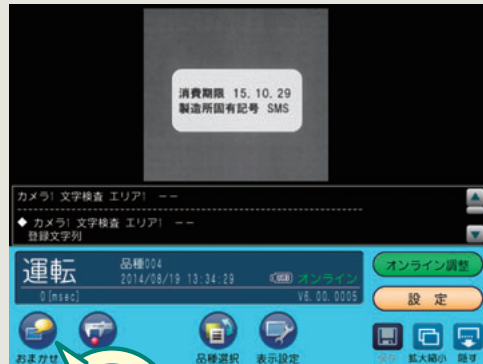 消費期限 15.10.29
製造所固有記号 SMS
カメラ1 文字検査 エリア1 --
◆ カメラ1 文字検査 エリア1 --
登録文字列
運転
品種004
2014/08/19 13:34:29
オンライン
0[msec]
V6.00.0005
オンライン調整
設 定
おまかせ
品種選択
表示設定
保存
拡大縮小
隠す